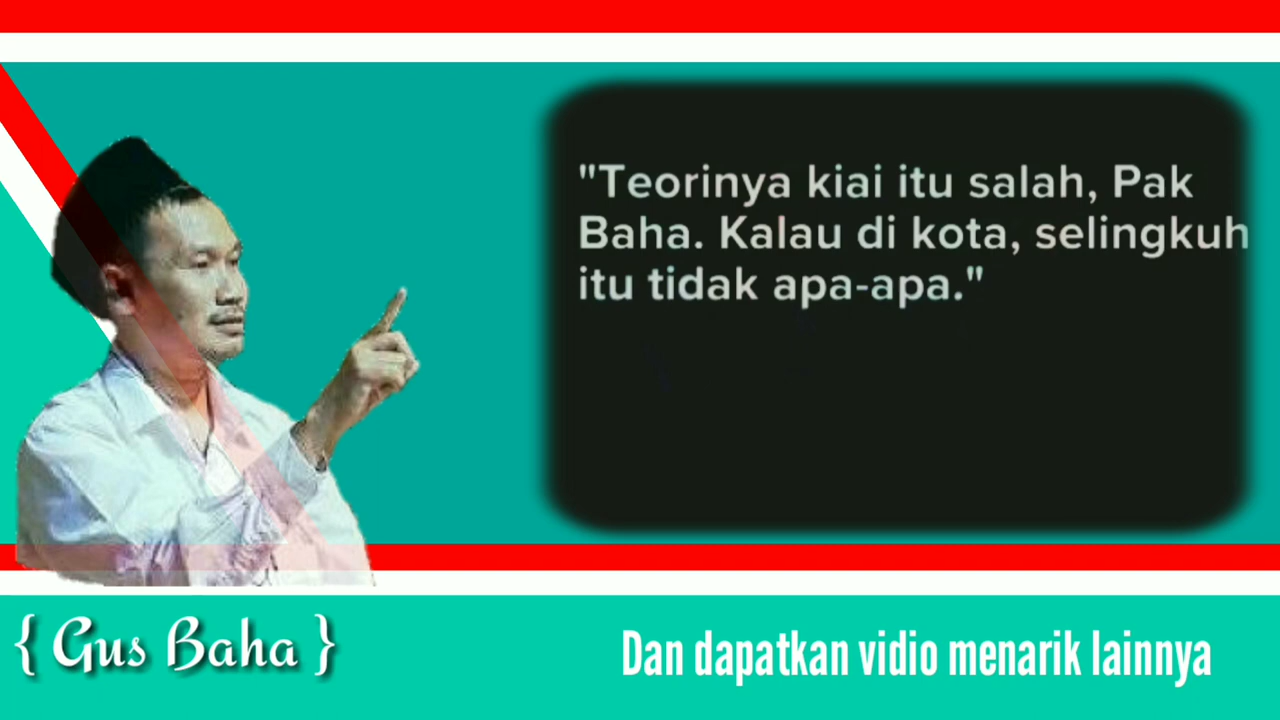 "Teorinya kiai itu salah, Pak
Baha. Kalau di kota, selingkuh
itu tidak apa-apa."
{ Gus Baha }
Dan dapatkan vidio menarik lainnya